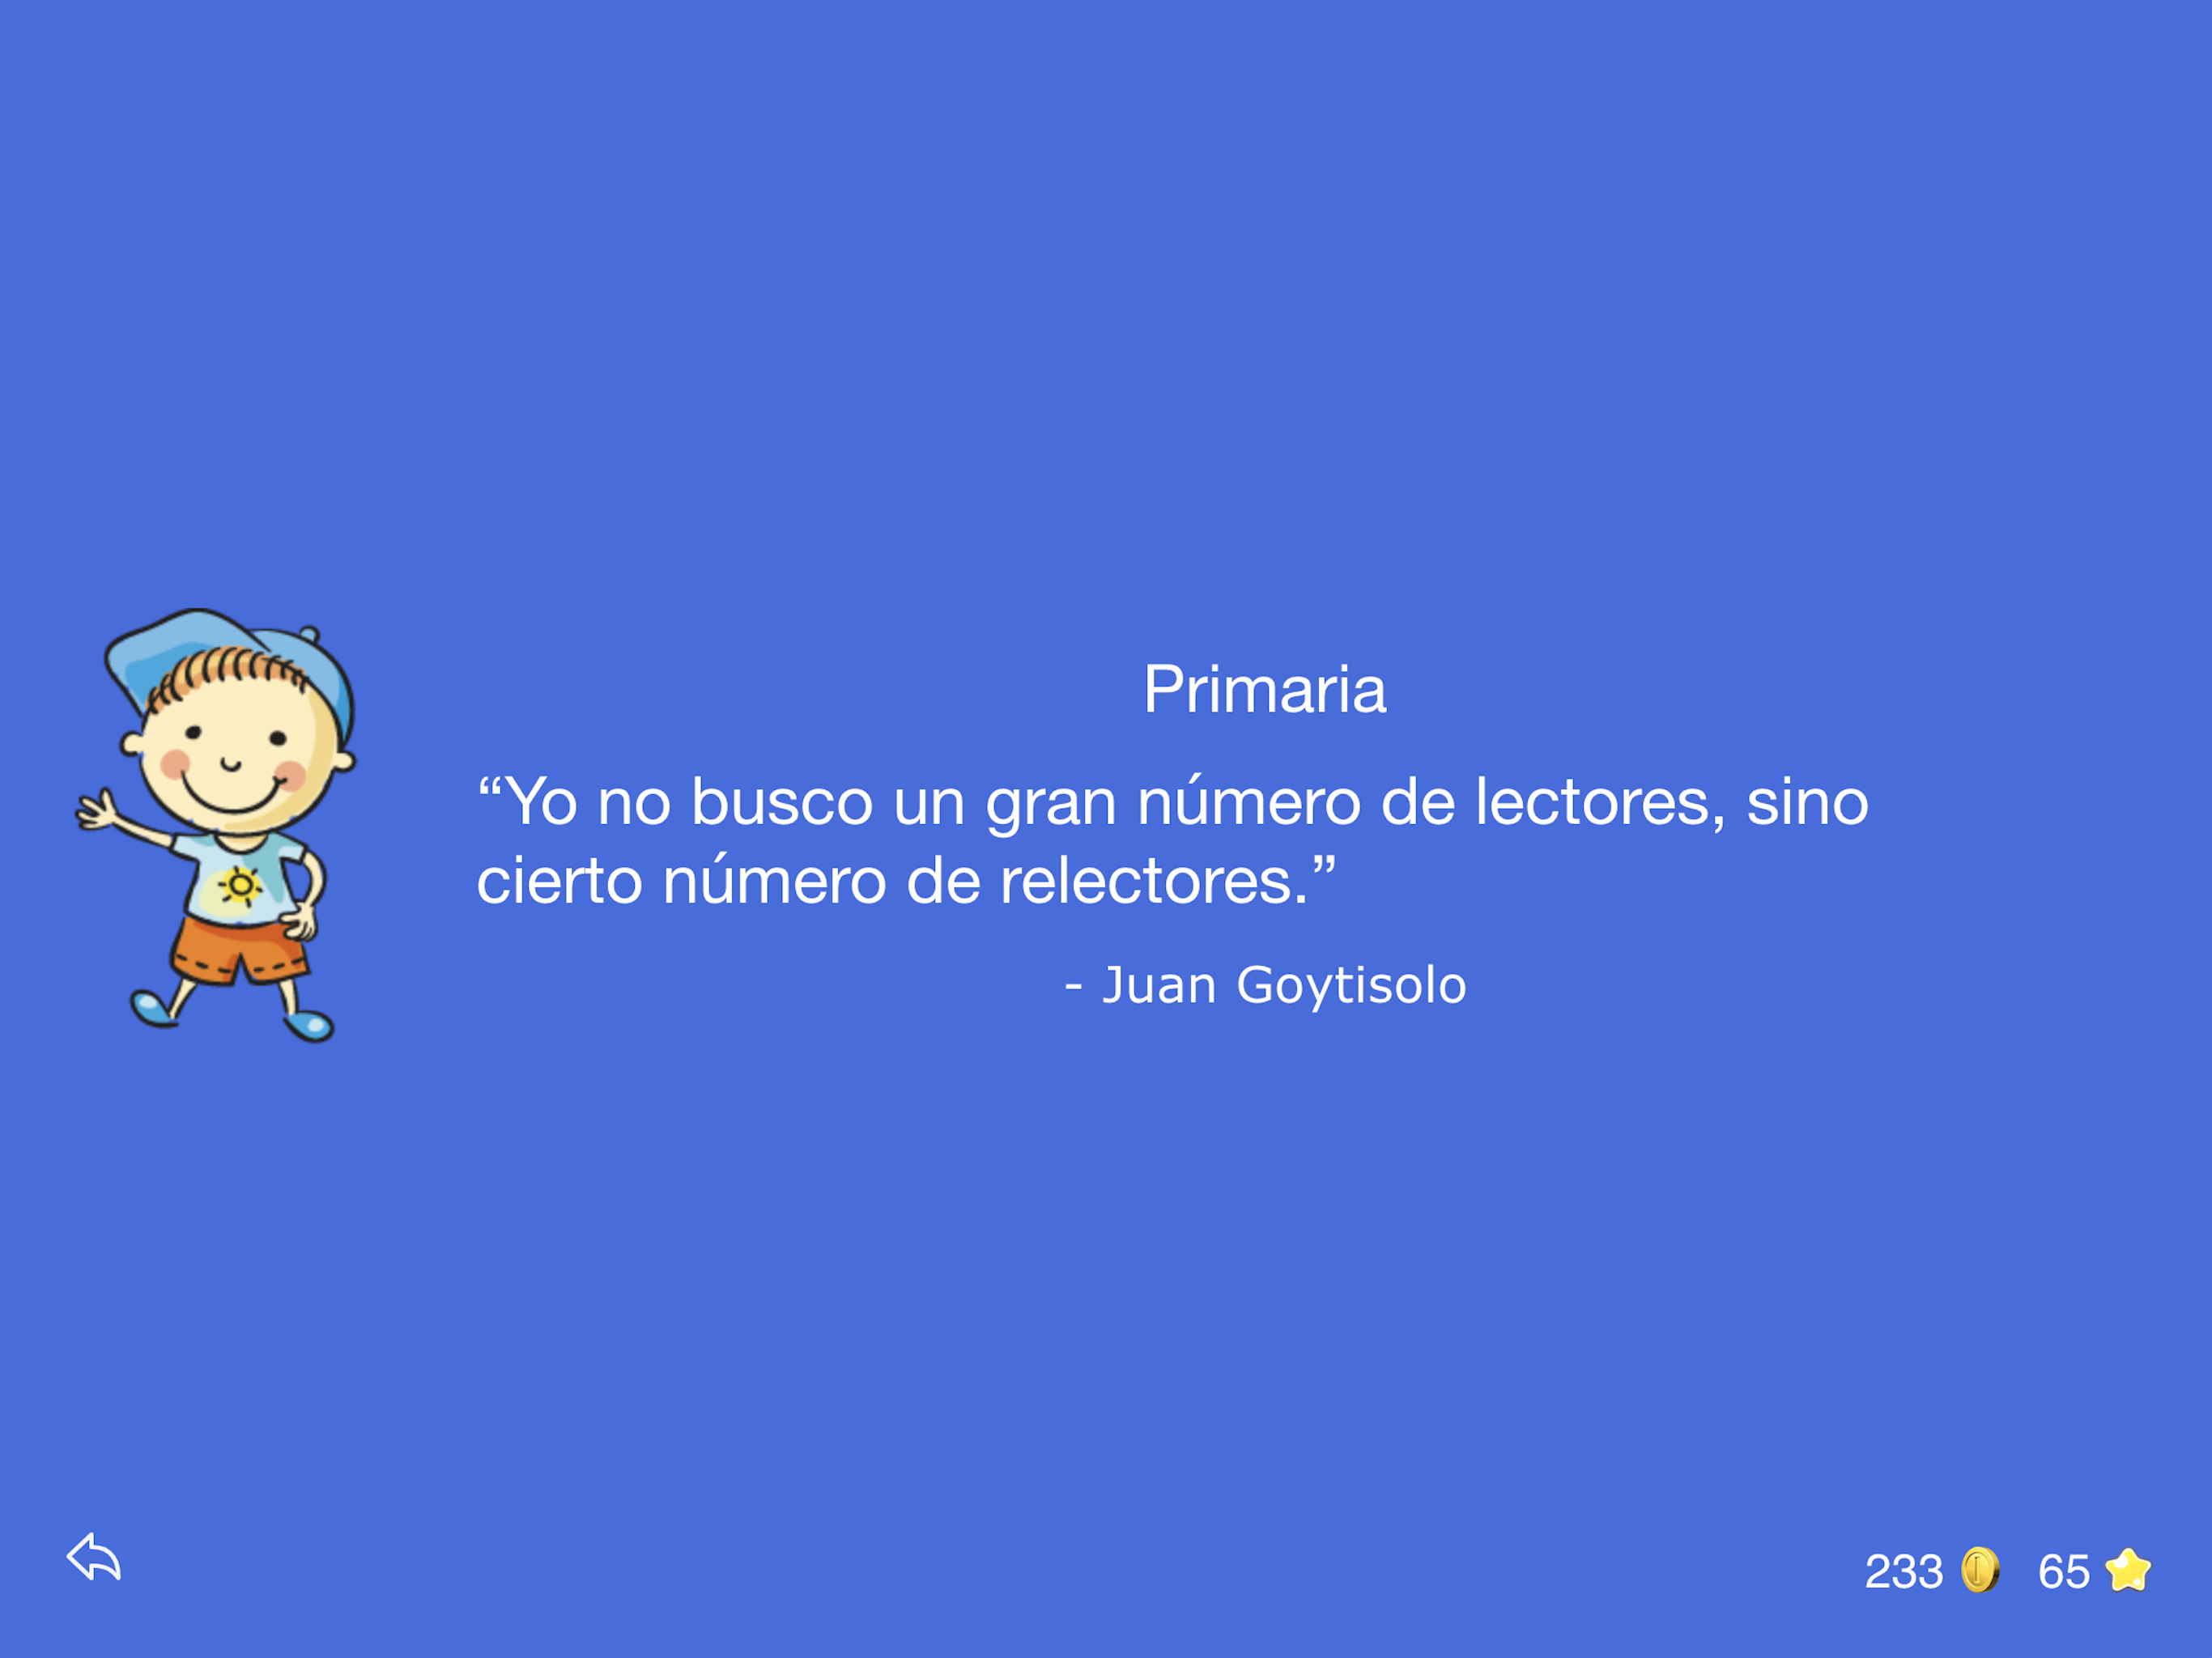 Primaria
“Yo no busco un gran número de lectores, sino
cierto número de relectores.”
- Juan Goytisolo
233 65